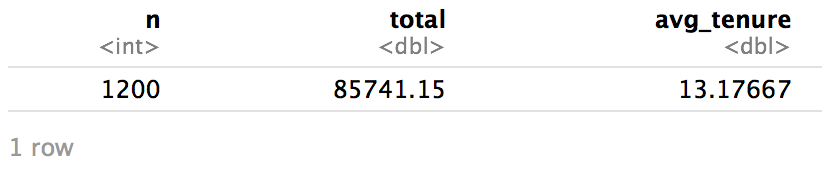 n total avg_tenure
<int> <dbl> <dbl>
1200 85741.15 13.17667
1 row